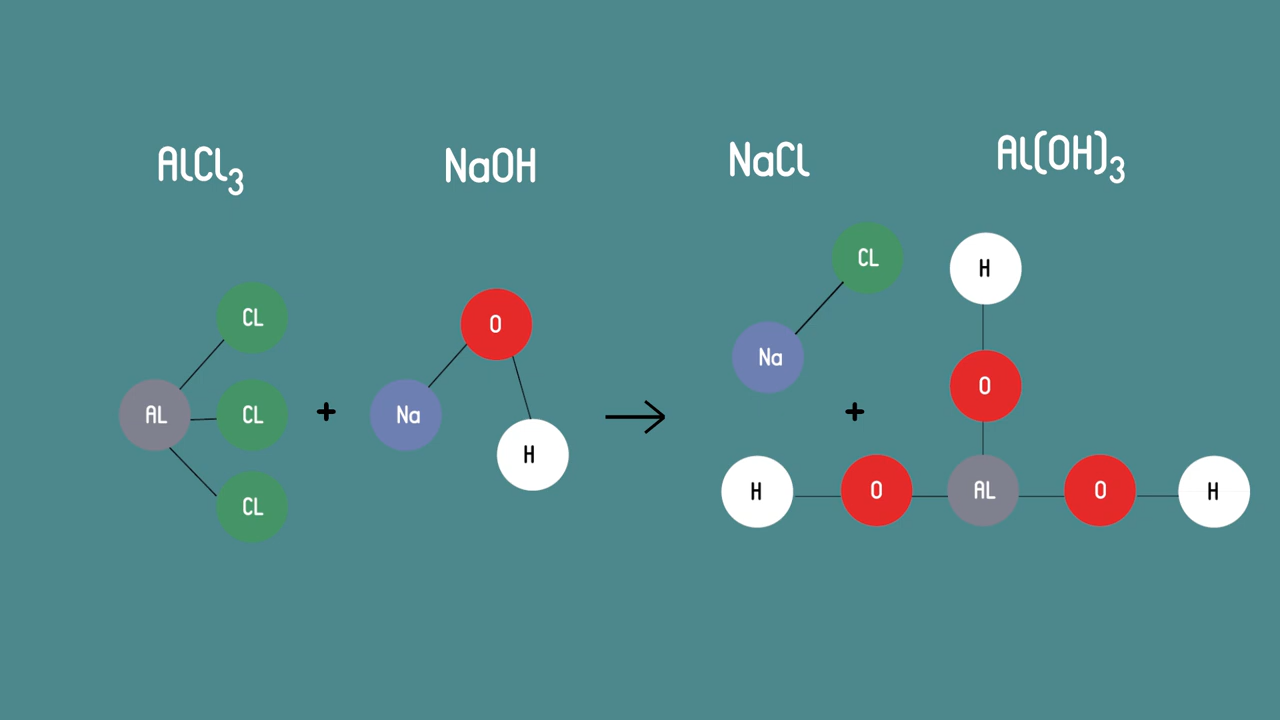 AlCl3 NaOH NaCl Al(OH)3
CL H
CL O
Na
O
AL CL + Na → +
H
CL
H O AL O H